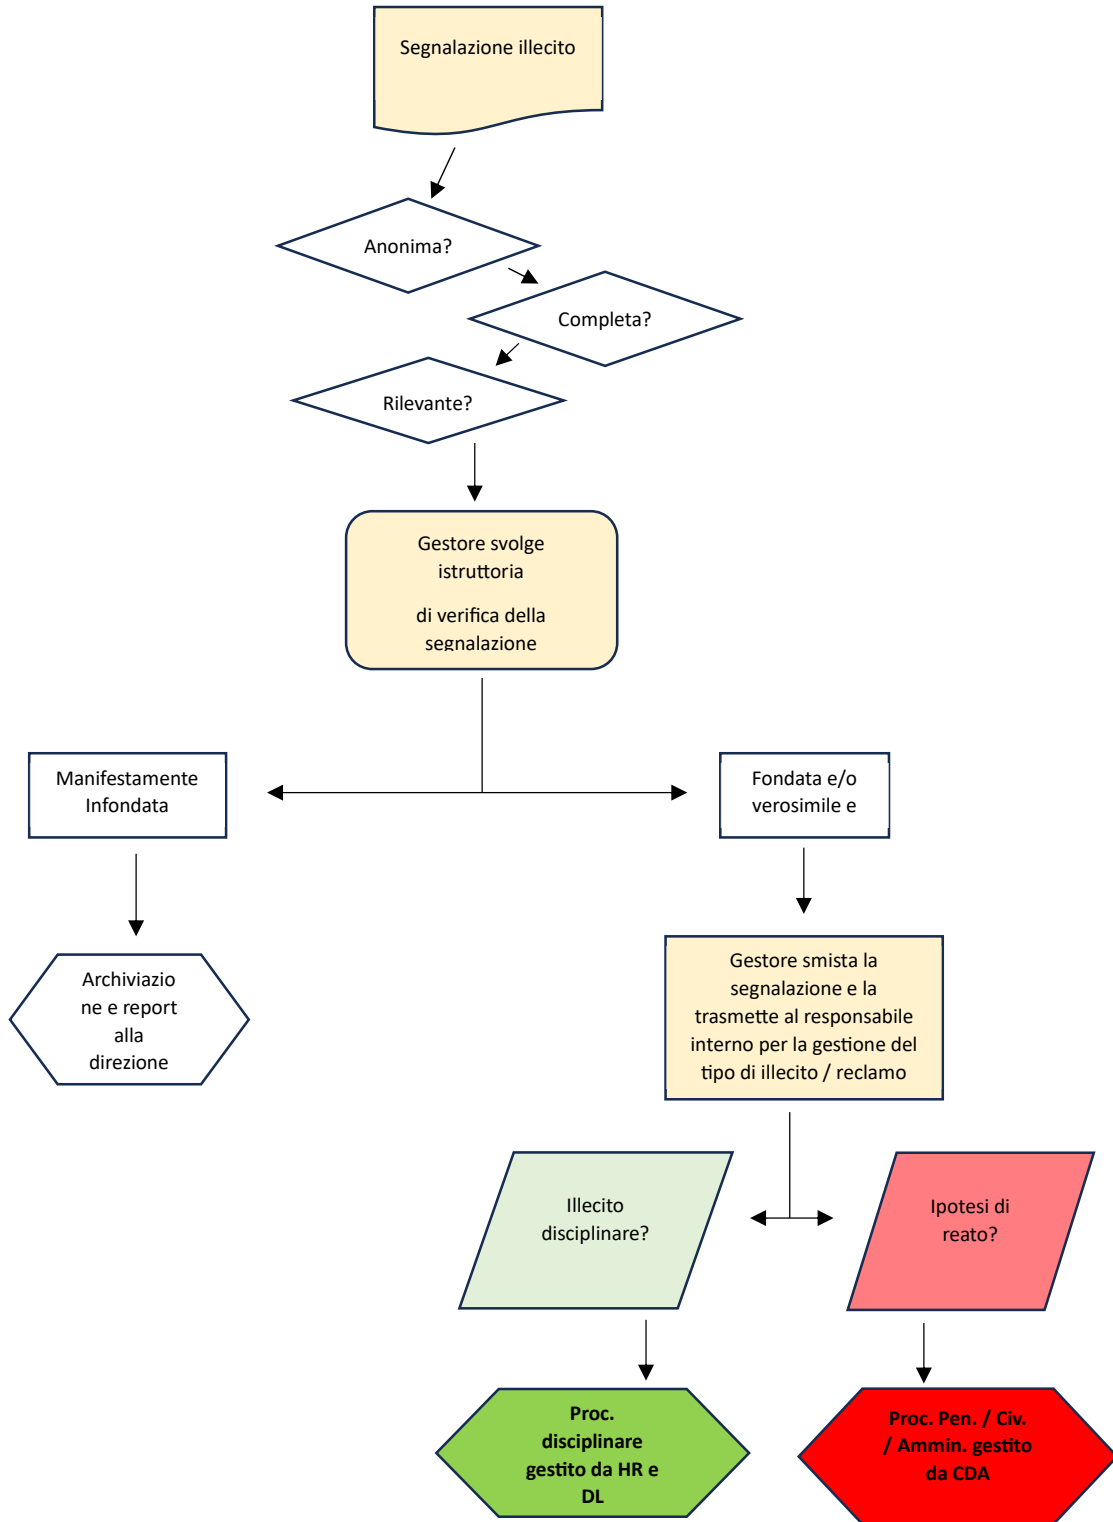 Segnalazione illecito
Anonima?
Completa?
Rilevante?
Gestore svolge
istruttoria
di verifica della
segnalazione
Manifestamente
Infondata
Fondata e/o
verosimile e
Archiviazio
ne e report
alla
direzione
Gestore smista la
segnalazione e la
trasmette al responsabile
interno per la gestione del
tipo di illecito / reclamo
Illecito
disciplinare?
Ipotesi di
reato?
Proc.
disciplinare
gestito da HR e
DL
Proc. Pen. / Civ.
/ Ammin. gestito
da CDA